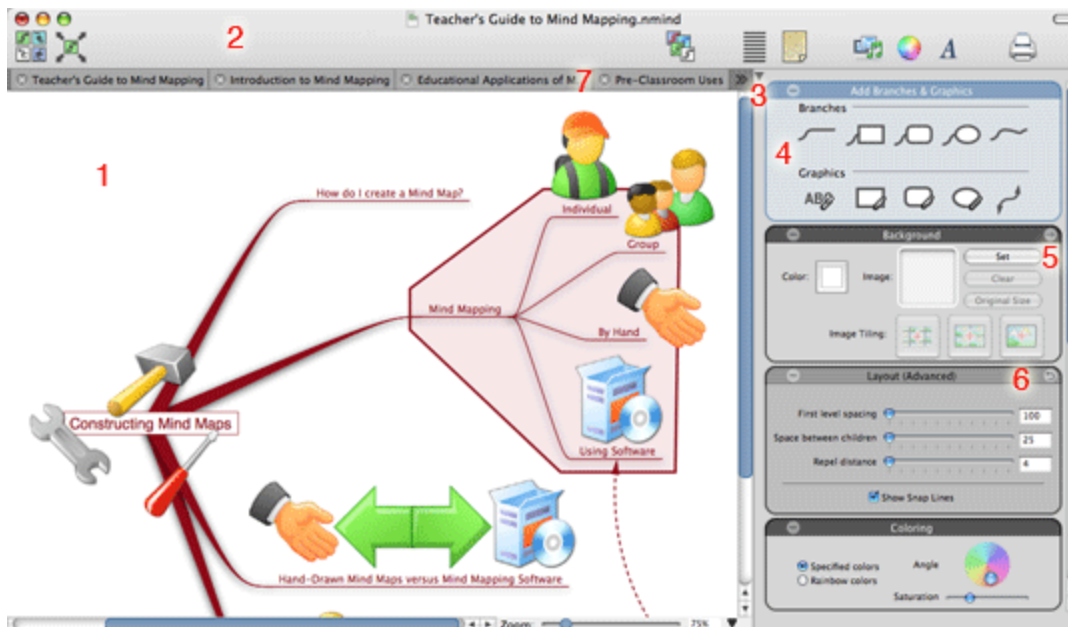 Teacher's Guide to Mind Mapping.nmind
2
A
Teacher's Guide to Mind Mapping
Introduction to Mind Mapping
Educational Applications of M
7
Pre-Classroom Uses
»
3
1
Add Branches & Graphics
Branches
4
Graphics
ABC
Background
5
Color:
Image:
Set
Clear
Original Size
Image Tiling:
6
Layout (Advanced)
First level spacing
100
Space between children
25
Repel distance
4
Show Snap Lines
Coloring
Specified colors
Rainbow colors
Angle
Saturation
How do I create a Mind Map?
Individual
Group
Mind Mapping
By Hand
Using Software
Constructing Mind Maps
Hand-Drawn Mind Maps versus Mind Mapping Software
Zoom:
75%